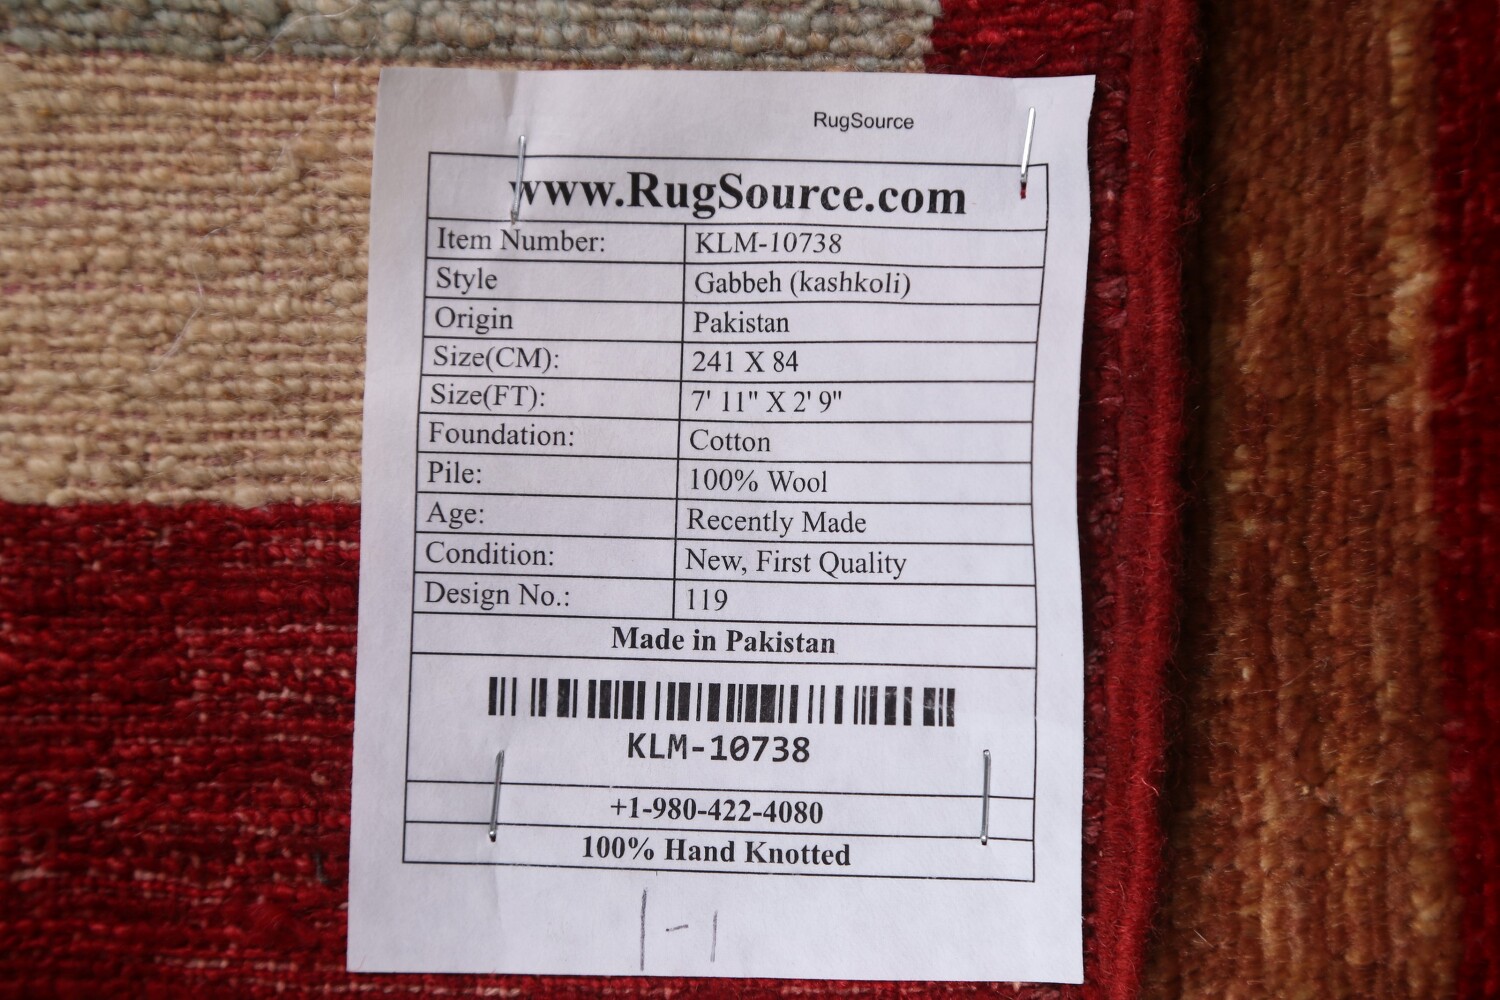 RugSource
www.RugSource.com
Item Number: KLM-10738
Style Gabbeh (kashkoli)
Origin Pakistan
Size(CM): 241 X 84
Size(FT): 7' 11" X 2' 9"
Foundation: Cotton
Pile: 100% Wool
Age: Recently Made
Condition: New, First Quality
Design No.: 119
Made in Pakistan
KLM-10738
+1-980-422-4080
100% Hand Knotted
1-1